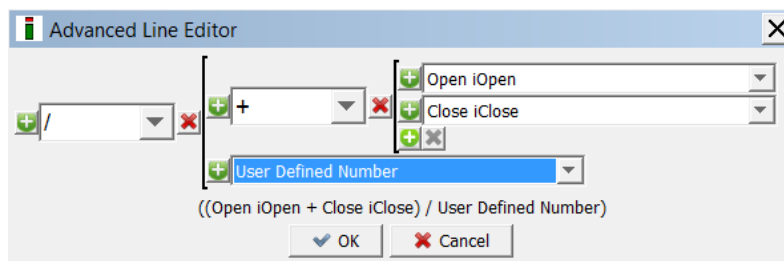 Advanced Line Editor
Open iOpen
/
+
Close iClose
User Defined Number
((Open iOpen + Close iClose) / User Defined Number)
OK Cancel